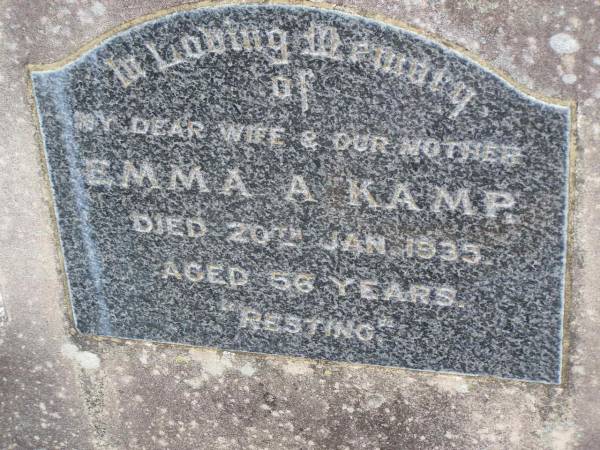 In Loving Memory
of
MY DEAR WIFE & OUR MOTHER
EMMA A KAMP.
DIED 20TH JAN. 1935.
AGED 56 YEARS.
"RESTING"